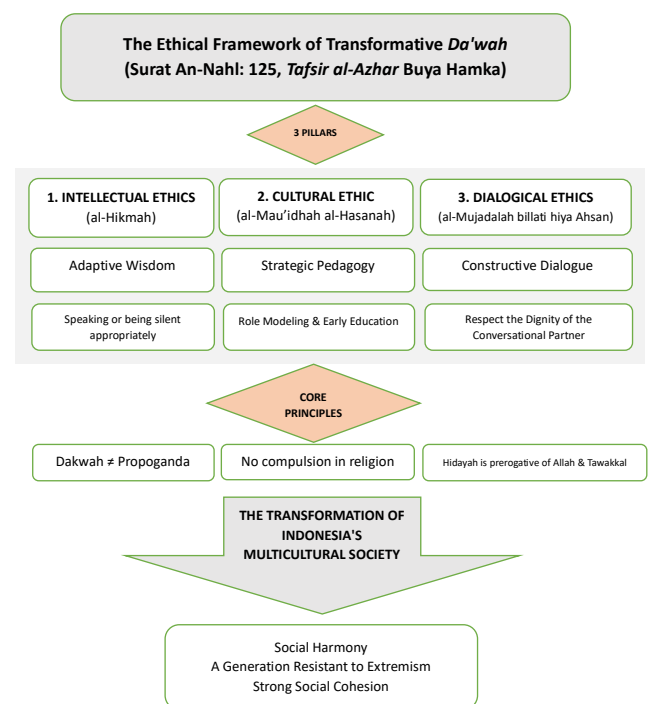 The Ethical Framework of Transformative Da'wah
(Surat An-Nahl: 125, Tafsir al-Azhar Buya Hamka)
3 PILLARS
1. INTELLECTUAL ETHICS
(al-Hikmah)
2. CULTURAL ETHIC
(al-Mau'idhah al-Hasanah)
3. DIALOGICAL ETHICS
(al-Mujadalah billati hiya Ahsan)
Adaptive Wisdom
Strategic Pedagogy
Constructive Dialogue
Speaking or being silent
appropriately
Role Modeling & Early Education
Respect the Dignity of the
Conversational Partner
CORE
PRINCIPLES
Dakwah ≠ Propoganda
No compulsion in religion
Hidayah is prerogative of Allah & Tawakkal
THE TRANSFORMATION OF
INDONESIA'S
MULTICULTURAL SOCIETY
Social Harmony
A Generation Resistant to Extremism
Strong Social Cohesion